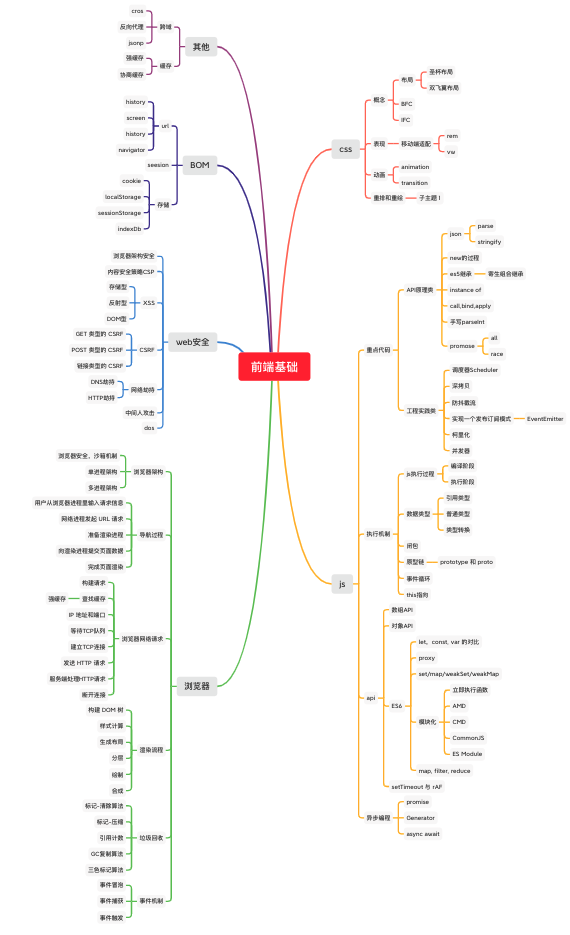 前端基础
css
概念
布局
圣杯布局
双飞翼布局
BFC
IFC
表现
移动端适配
rem
vw
动画
animation
transition
重排和重绘
子主题 1
js
重点代码
API原理类
json
parse
stringify
new的过程
es5继承
寄生组合继承
instance of
call,bind,apply
手写parseInt
promose
all
race
工程实践类
调度器Scheduler
深拷贝
防抖截流
实现一个发布订阅模式
EventEmitter
柯里化
并发器
执行机制
js执行过程
编译阶段
执行阶段
数据类型
引用类型
普通类型
类型转换
闭包
原型链
prototype 和 proto
事件循环
this指向
api
数组API
对象API
ES6
let、const, var 的对比
proxy
set/map/weakSet/weakMap
模块化
立即执行函数
AMD
CMD
CommonJS
ES Module
map, filter, reduce
setTimeout 与 rAF
异步编程
promise
Generator
async await
其他
跨域
cros
反向代理
jsonp
缓存
强缓存
协商缓存
BOM
url
history
screen
history
navigator
seesion
存储
cookie
localStorage
sessionStorage
indexDb
web安全
浏览器架构安全
内容安全策略CSP
XSS
存储型
反射型
DOM型
CSRF
GET 类型的 CSRF
POST 类型的 CSRF
链接类型的 CSRF
网络劫持
DNS劫持
HTTP劫持
中间人攻击
dos
浏览器
浏览器架构
浏览器安全，沙箱机制
单进程架构
多进程架构
导航过程
用户从浏览器进程里输入请求信息
网络进程发起 URL 请求
准备渲染进程
向渲染进程提交页面数据
完成页面渲染
浏览器网络请求
构建请求
查找缓存
强缓存
IP 地址和端口
等待TCP队列
建立TCP连接
发送 HTTP 请求
服务端处理HTTP请求
断开连接
渲染流程
构建 DOM 树
样式计算
生成布局
分层
绘制
合成
垃圾回收
标记-清除算法
标记-压缩
引用计数
GC复制算法
三色标记算法
事件机制
事件冒泡
事件捕获
事件触发